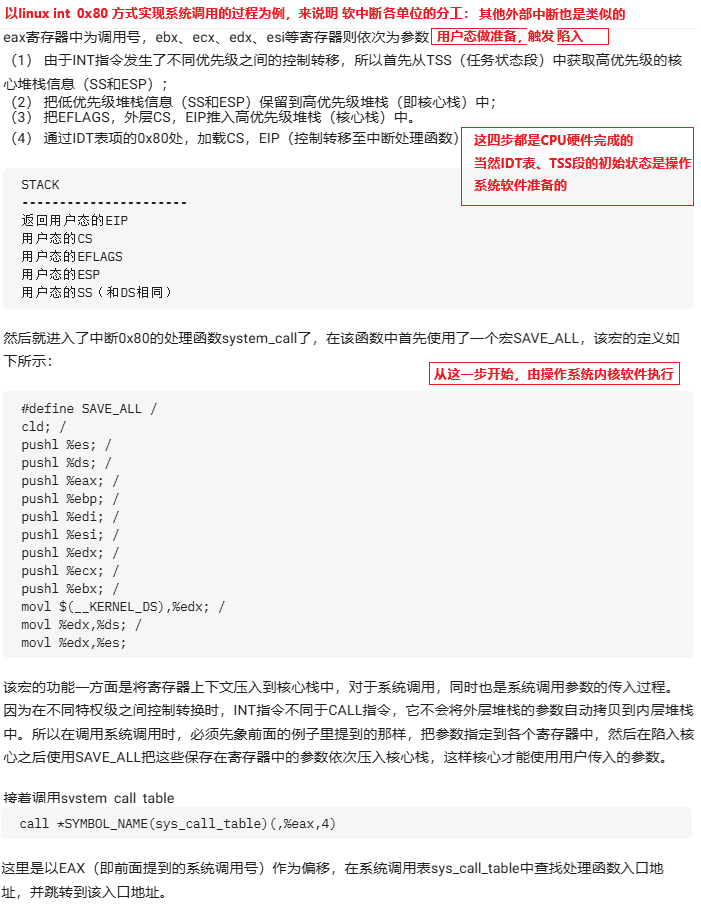 以linux int 0x80 方式实现系统调用的过程为例，来说明 软中断各单位的分工： 其他外部中断也是类似的
eax寄存器中为调用号，ebx、ecx、edx、esi等寄存器则依次为参数 用户态做准备，触发 陷入
（1） 由于INT指令发生了不同优先级之间的控制转移，所以首先从TSS（任务状态段）中获取高优先级的核
心堆栈信息（SS和ESP）；
（2） 把低优先级堆栈信息（SS和ESP）保留到高优先级堆栈（即核心栈）中；
（3） 把EFLAGS，外层CS，EIP推入高优先级堆栈（核心栈）中。
（4） 通过IDT表项的0x80处，加载CS，EIP（控制转移至中断处理函数）
这四步都是CPU硬件完成的
当然IDT表、TSS段的初始状态是操作
系统软件准备的
STACK
----------------------
返回用户态的EIP
用户态的CS
用户态的EFLAGS
用户态的ESP
用户态的SS（和DS相同）
然后就进入了中断0x80的处理函数system_call了，在该函数中首先使用了一个宏SAVE_ALL，该宏的定义如
下所示：
从这一步开始，由操作系统内核软件执行
#define SAVE_ALL /
cld; /
pushl %es; /
pushl %ds; /
pushl %eax; /
pushl %ebp; /
pushl %edi; /
pushl %esi; /
pushl %edx; /
pushl %ecx; /
pushl %ebx; /
movl $(__KERNEL_DS),%edx; /
movl %edx,%ds; /
movl %edx,%es;
该宏的功能一方面是将寄存器上下文压入到核心栈中，对于系统调用，同时也是系统调用参数的传入过程。
因为在不同特权级之间控制转换时，INT指令不同于CALL指令，它不会将外层堆栈的参数自动拷贝到内层堆栈
中。所以在调用系统调用时，必须先象前面的例子里提到的那样，把参数指定到各个寄存器中，然后在陷入核
心之后使用SAVE_ALL把这些保存在寄存器中的参数依次压入核心栈，这样核心才能使用用户传入的参数。
接着调用system_call_table
call *SYMBOL_NAME(sys_call_table)(,%eax,4)
这里是以EAX（即前面提到的系统调用号）作为偏移，在系统调用表sys_call_table中查找处理函数入口地
址，并跳转到该入口地址。